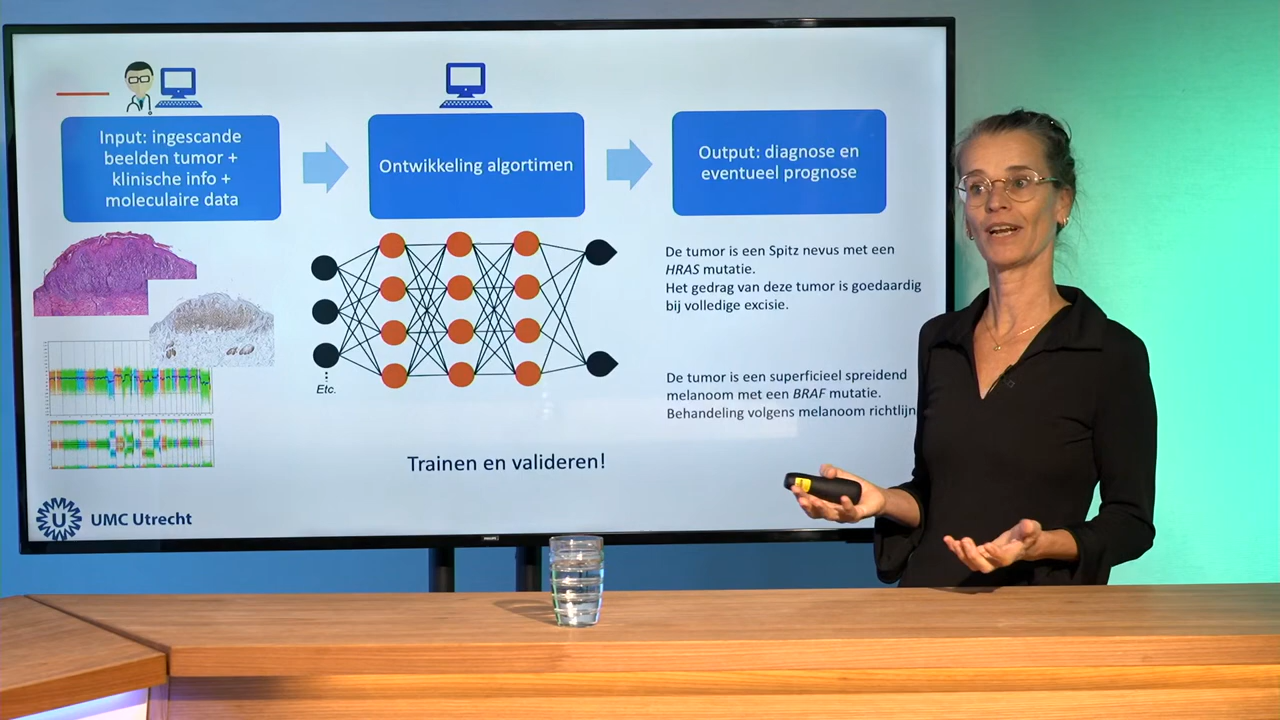 Input: ingescande
beelden tumor +
klinische info +
moleculaire data
Ontwikkeling algortimen
Output: diagnose en
eventueel prognose
De tumor is een Spitz nevus met een
HRAS mutatie.
Het gedrag van deze tumor is goedaardig
bij volledige excisie.
De tumor is een superficieel spreidend
melanoom met een BRAF mutatie.
Behandeling volgens melanoom richtlijn
Etc.
Trainen en valideren!
U
UMC Utrecht
PHILIPS